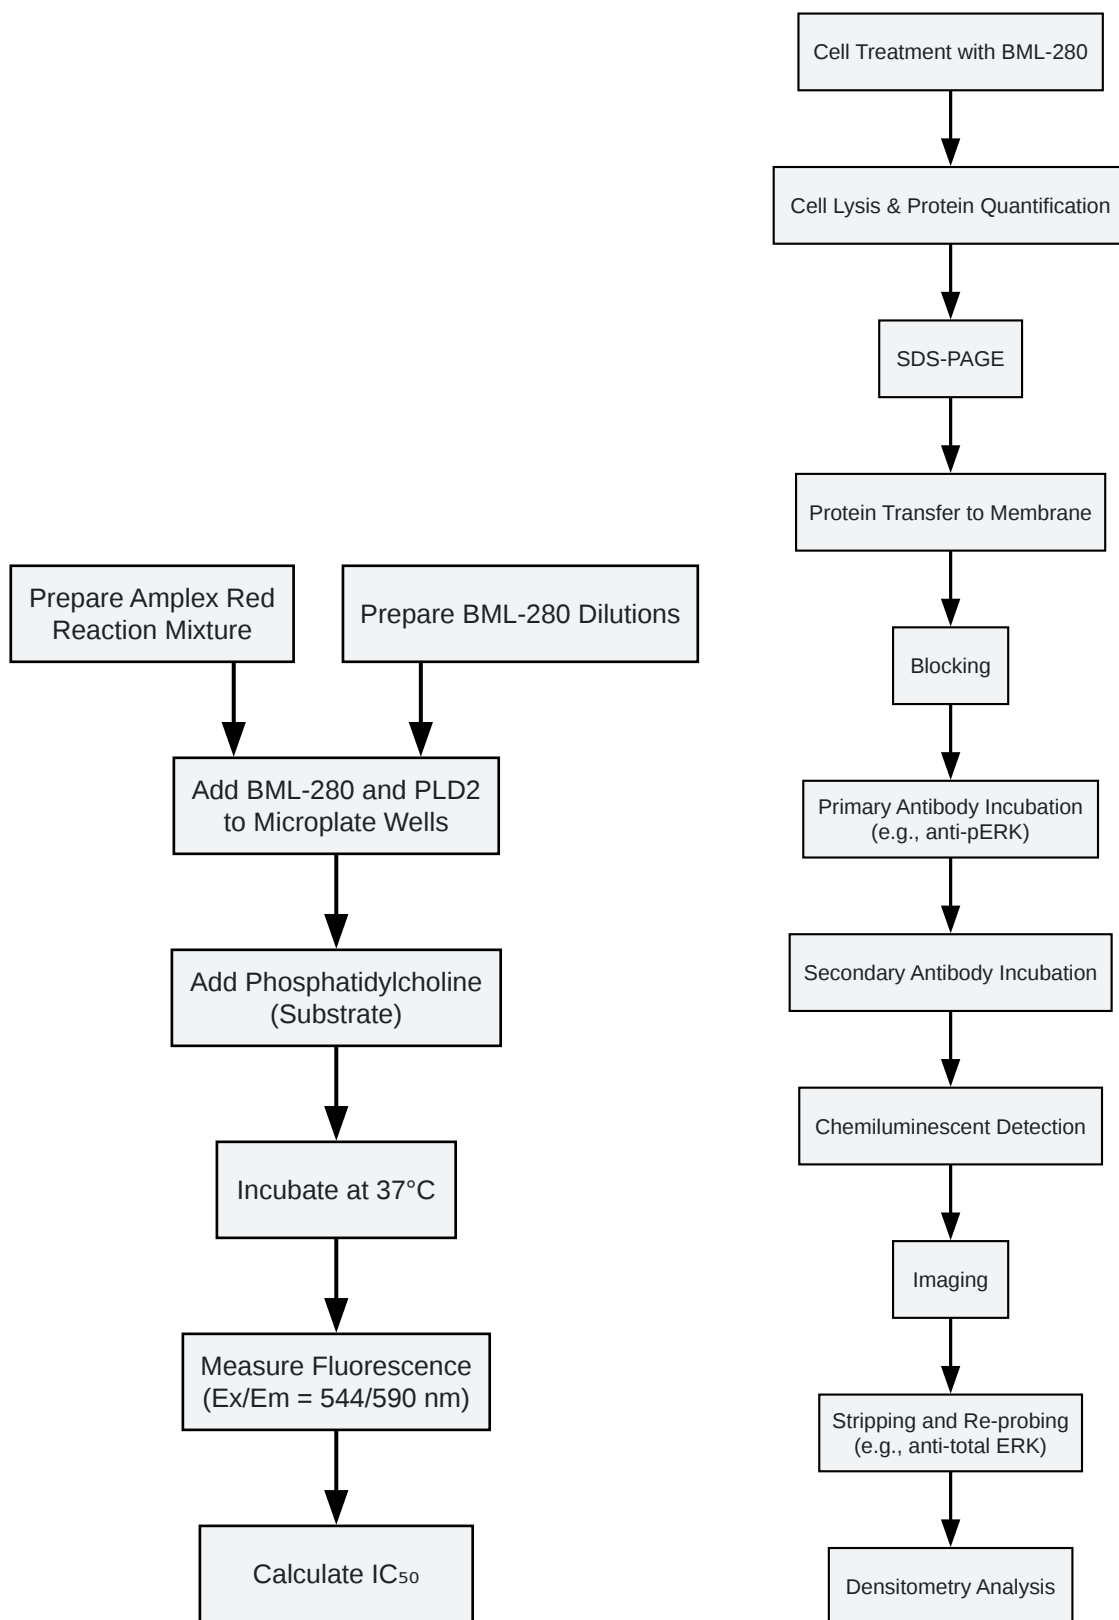 Prepare Amplex Red
Reaction Mixture
Prepare BML-280 Dilutions
Add BML-280 and PLD2
to Microplate Wells
Add Phosphatidylcholine
(Substrate)
Incubate at 37°C
Measure Fluorescence
(Ex/Em = 544/590 nm)
Calculate IC₅₀
Cell Treatment with BML-280
Cell Lysis & Protein Quantification
SDS-PAGE
Protein Transfer to Membrane
Blocking
Primary Antibody Incubation
(e.g., anti-pERK)
Secondary Antibody Incubation
Chemiluminescent Detection
Imaging
Stripping and Re-probing
(e.g., anti-total ERK)
Densitometry Analysis